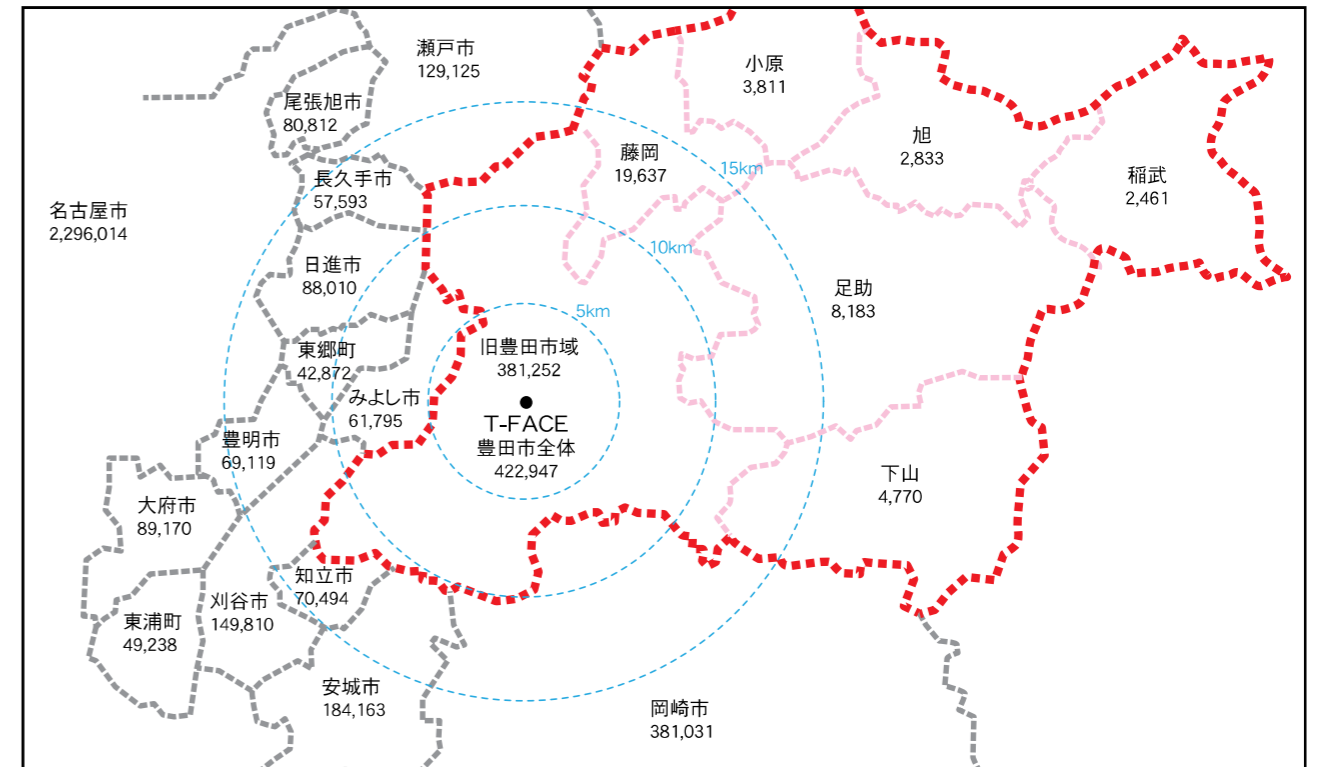 瀬戸市
129,125
小原
3,811
尾張旭市
80,812
旭
2,833
藤岡
19,637
15km
稲武
2,461
長久手市
57,593
名古屋市
2,296,014
10km
日進市
88,010
足助
8,183
5km
東郷町
42,872
旧豊田市域
381,252
みよし市
61,795
T-FACE
豊田市全体
422,947
豊明市
69,119
下山
4,770
大府市
89,170
知立市
70,494
刈谷市
149,810
東浦町
49,238
安城市
184,163
岡崎市
381,031